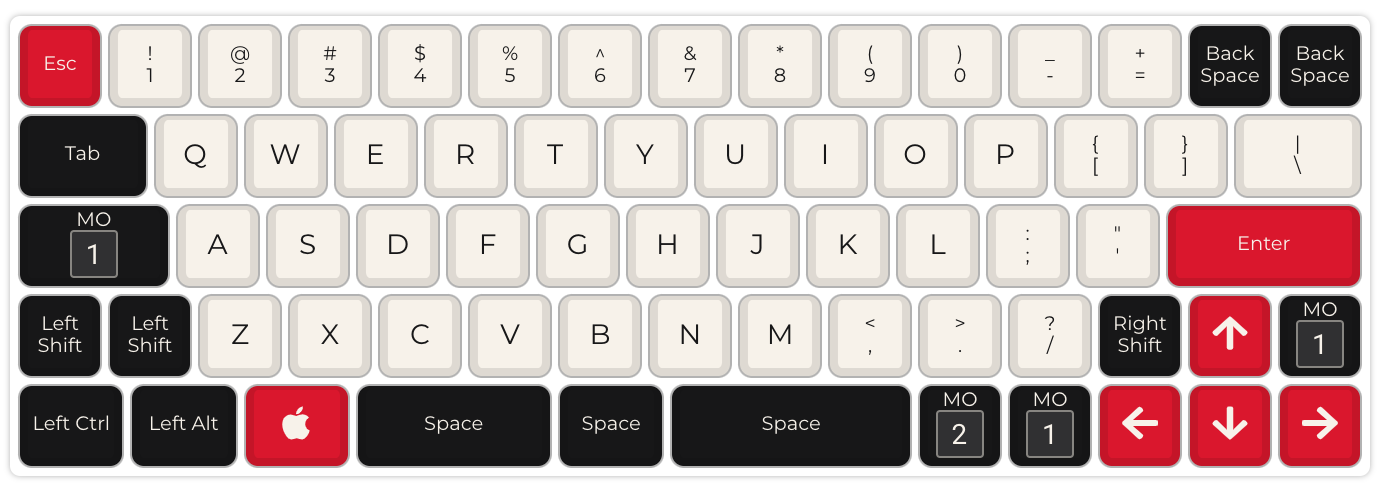 Esc ! @ # $ % ^ & * ( ) _ + Back Back
1 2 3 4 5 6 7 8 9 0 - = Space Space
Tab Q W E R T Y U I O P { } |
[ ] \
MO A S D F G H J K L : " Enter
1 ; '
Left Left Z X C V B N M < > ? Right MO
Shift Shift , . / Shift 1
Left Ctrl Left Alt Space Space Space MO MO
2 1